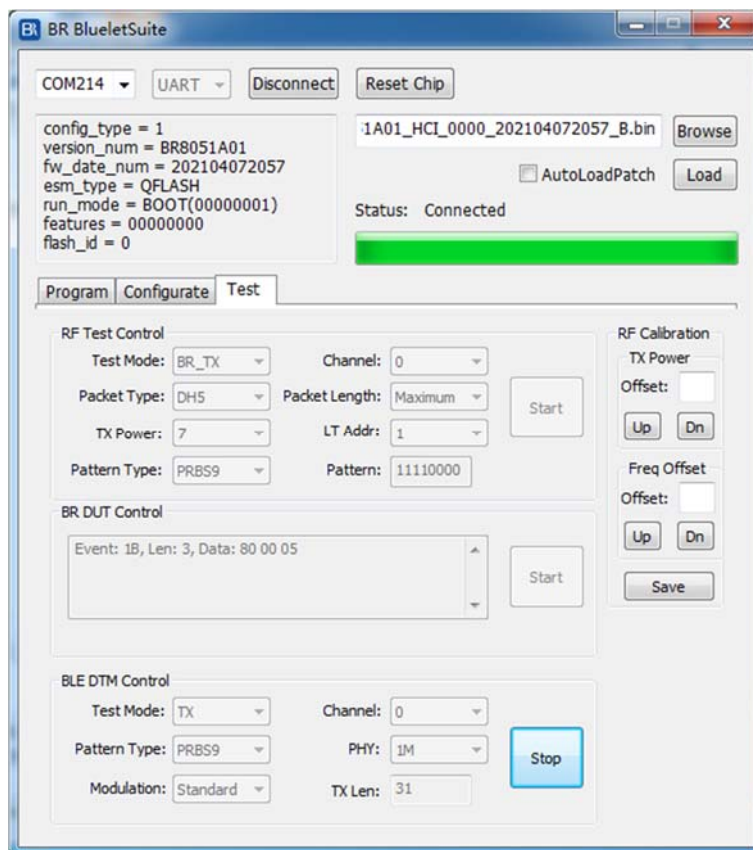 BR BlueletSuite
COM214 UART Disconnect Reset Chip
config_type = 1
version_num = BR8051A01
fw_date_num = 202104072057
esm_type = QFLASH
run_mode = BOOT(00000001)
features = 00000000
flash_id = 0
1A01_HCI_0000_202104072057_B.bin Browse
AutoLoadPatch Load
Status: Connected
Program Configurate Test
RF Test Control
Test Mode: BR_TX Channel: 0
Packet Type: DH5 Packet Length: Maximum
TX Power: 7 LT Addr: 1
Pattern Type: PRBS9 Pattern: 11110000
Start
RF Calibration
TX Power
Offset:
Up Dn
Freq Offset
Offset:
Up Dn
Save
BR DUT Control
Event: 1B, Len: 3, Data: 80 00 05
Start
BLE DTM Control
Test Mode: TX Channel: 0
Pattern Type: PRBS9 PHY: 1M
Modulation: Standard TX Len: 31
Stop